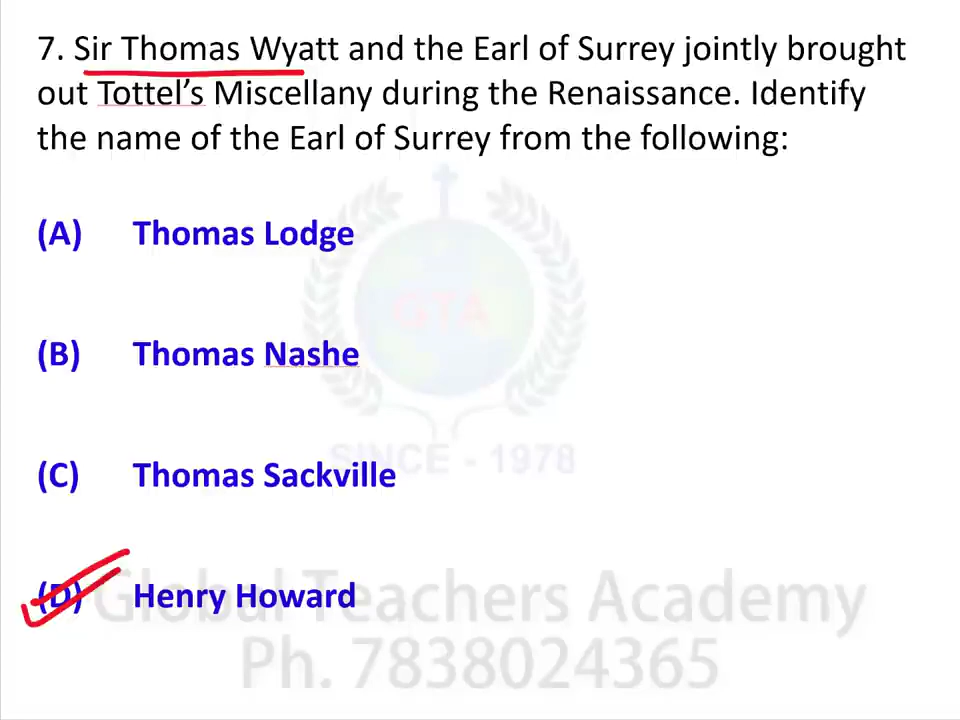 7. Sir Thomas Wyatt and the Earl of Surrey jointly brought
out Tottel’s Miscellany during the Renaissance. Identify
the name of the Earl of Surrey from the following:
(A) Thomas Lodge
GTA
(B) Thomas Nashe
(C) Thomas Sackville
SINCE - 1978
(D) Henry Howard
Global Teachers Academy
Ph. 7838024365